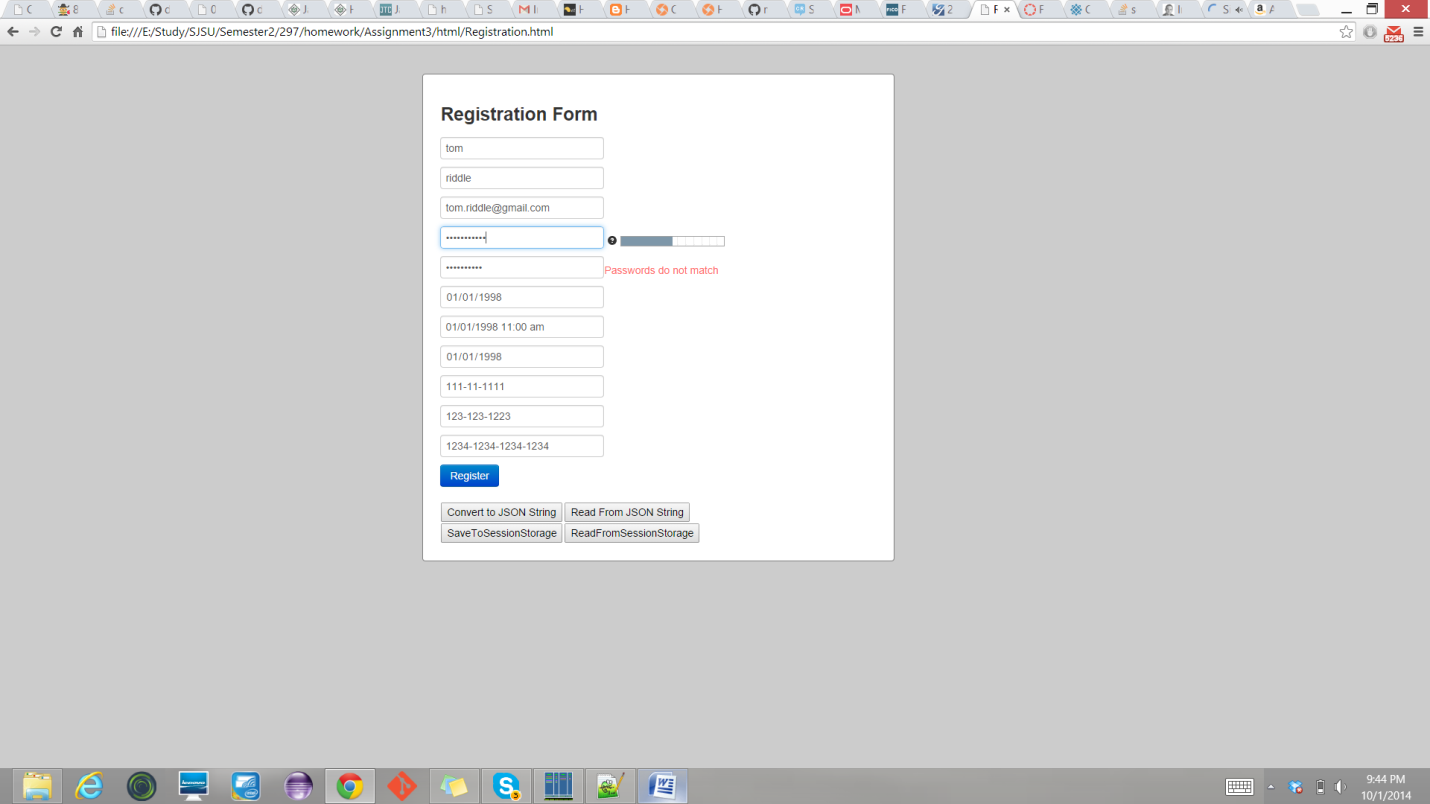 file:///E:/Study/SJSU/Semester2/297/homework/Assignment3/html/Registration.html
6236
Registration Form
tom
riddle
tom.riddle@gmail.com
•••••••••••
••••••••••
Passwords do not match
01/01/1998
01/01/1998 11:00 am
01/01/1998
111-11-1111
123-123-1223
1234-1234-1234-1234
Register
Convert to JSON String Read From JSON String
SaveToSessionStorage ReadFromSessionStorage
9:44 PM
10/1/2014